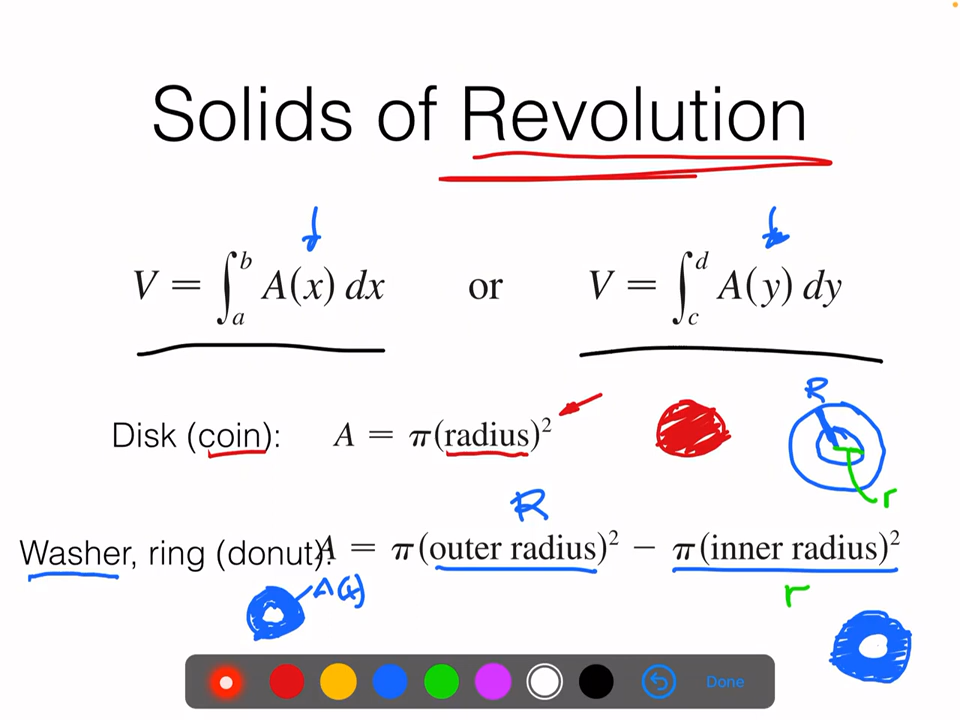 Solids of Revolution
V = ∫_a^b A(x) dx or V = ∫_c^d A(y) dy
R
Disk (coin): A = π(radius)²
r
R
Washer, ring (donut): A = π(outer radius)² − π(inner radius)²
r
Done